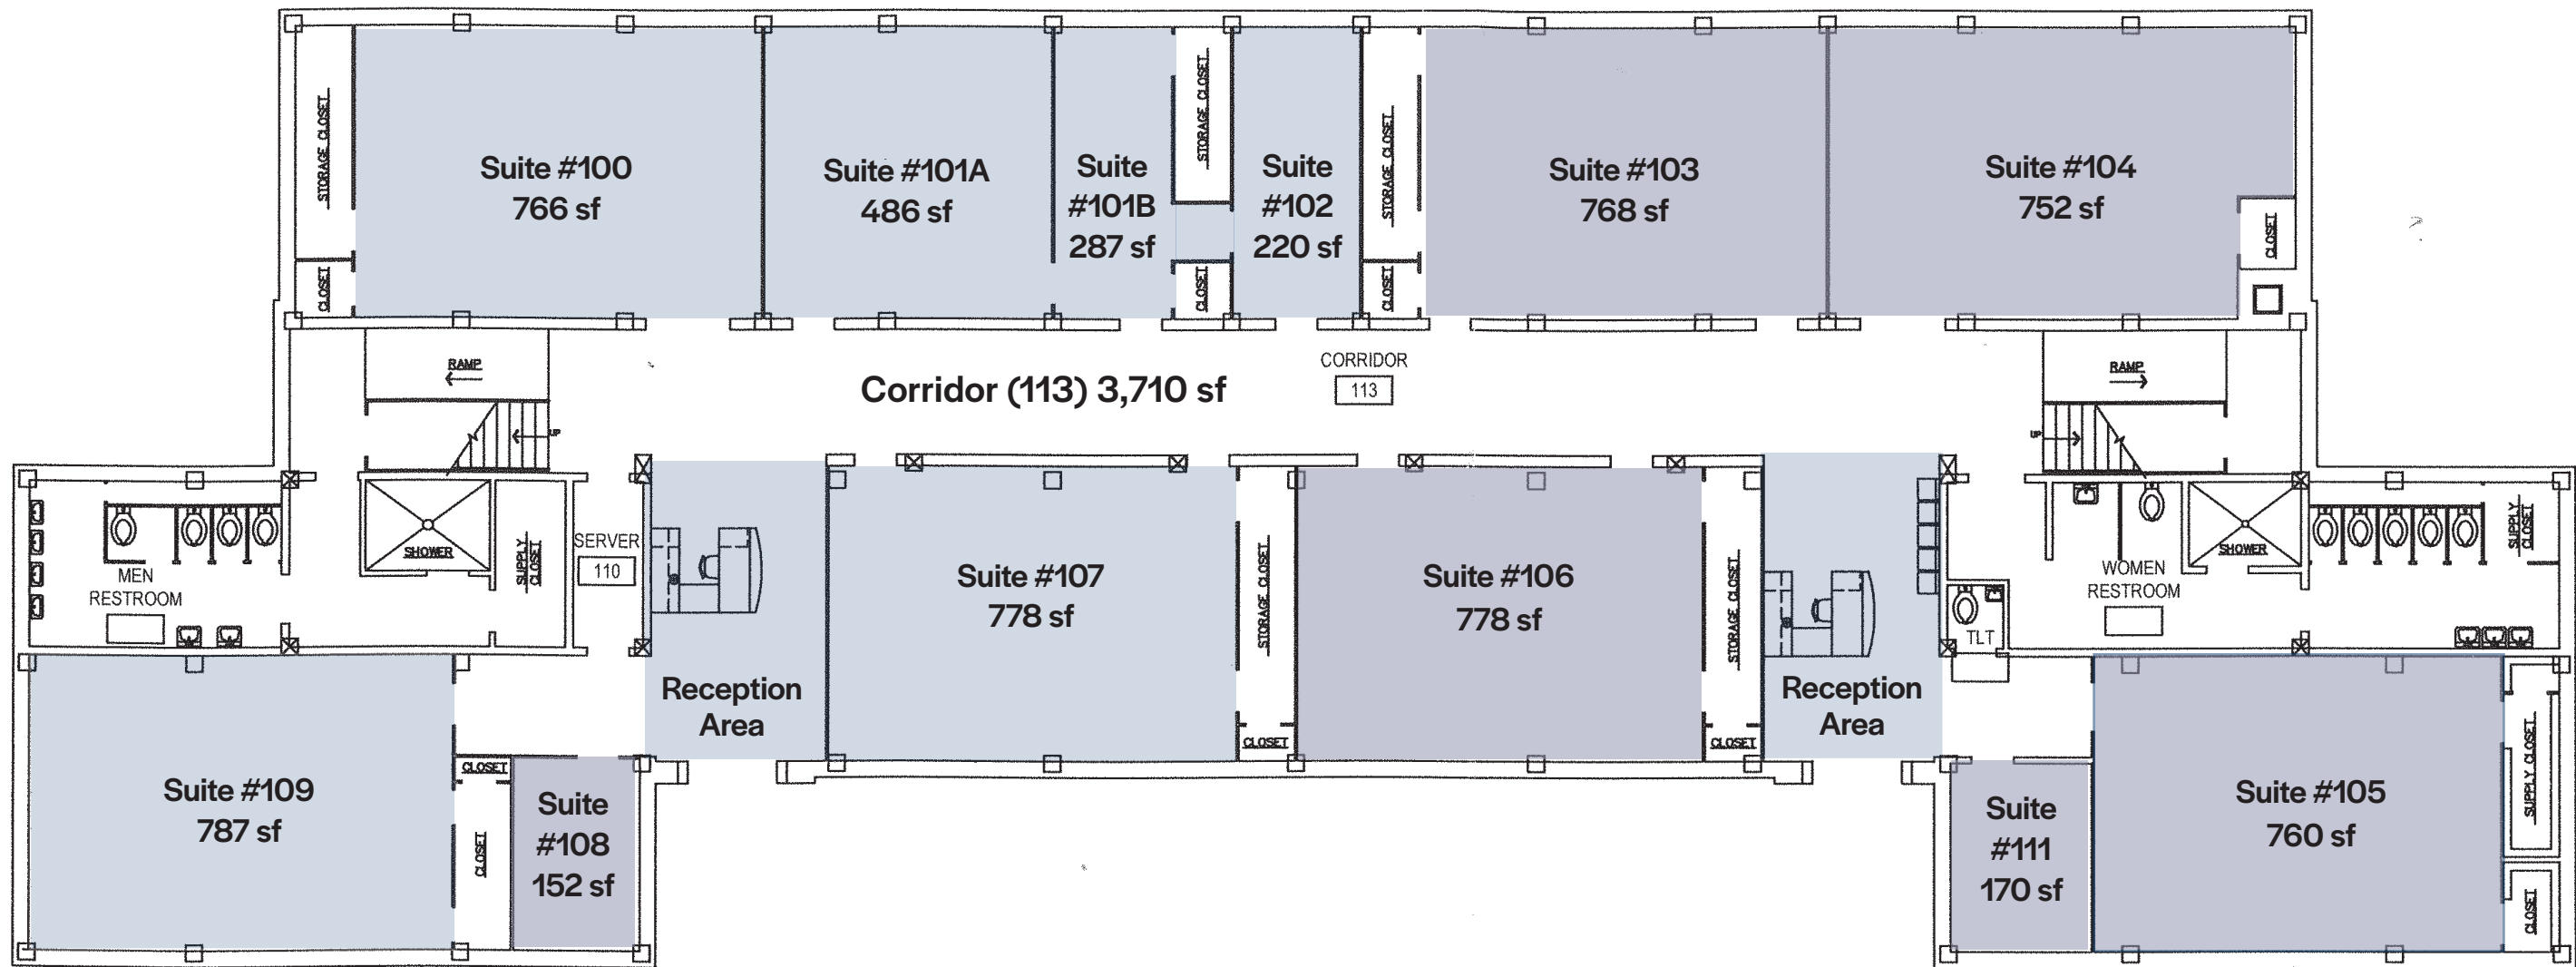 STORAGE CLOSET
CLOSET
Suite #100
766 sf
Suite #101A
486 sf
Suite
#101B
287 sf
STORAGE CLOSET
CLOSET
Suite
#102
220 sf
STORAGE CLOSET
CLOSET
Suite #103
768 sf
Suite #104
752 sf
CLOSET
RAMP
UP
Corridor (113) 3,710 sf
CORRIDOR
113
RAMP
UP
MEN
RESTROOM
SHOWER
SUPPLY
CLOSET
SERVER
110
Reception
Area
Suite #107
778 sf
STORAGE CLOSET
CLOSET
Suite #106
778 sf
STORAGE CLOSET
CLOSET
Reception
Area
TLT
WOMEN
RESTROOM
SHOWER
SUPPLY
CLOSET
Suite #109
787 sf
CLOSET
CLOSET
Suite
#108
152 sf
Suite
#111
170 sf
Suite #105
760 sf
SUPPLY CLOSET
CLOSET